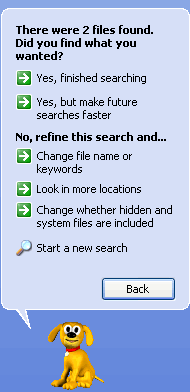 There were 2 files found.
Did you find what you
wanted?
Yes, finished searching
Yes, but make future
searches faster
No, refine this search and...
Change file name or
keywords
Look in more locations
Change whether hidden and
system files are included
Start a new search
Back